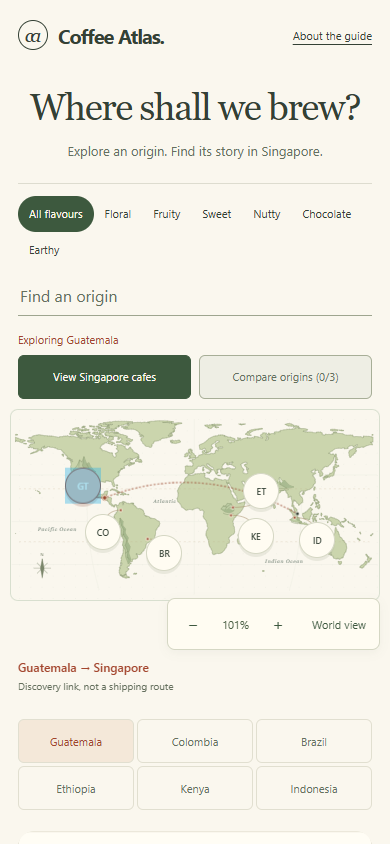 ca Coffee Atlas. About the guide
Where shall we brew?
Explore an origin. Find its story in Singapore.
All flavours Floral Fruity Sweet Nutty Chocolate
Earthy
Find an origin
Exploring Guatemala
View Singapore cafes Compare origins (0/3)
GT
ET
Atlantic
Pacific Ocean
CO
KE
ID
BR
Indian Ocean
− 101% + World view
Guatemala → Singapore
Discovery link, not a shipping route
Guatemala Colombia Brazil
Ethiopia Kenya Indonesia